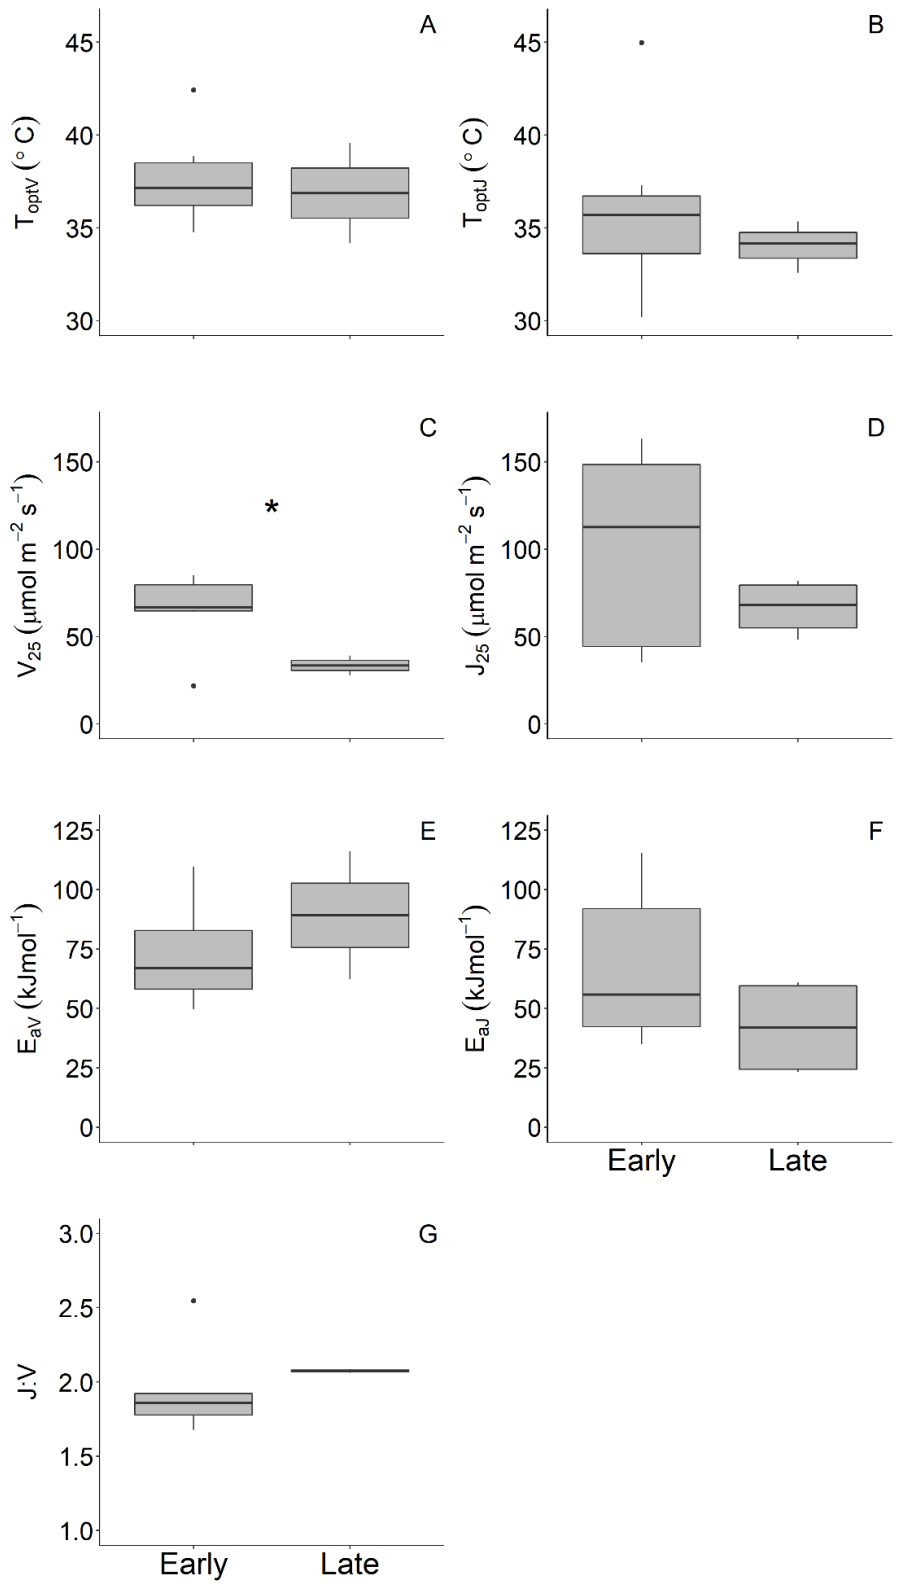 A
45
40
35
30
ToptV (° C)
B
45
40
35
30
ToptJ (° C)
C
150
100
50
0
V25 (μmol m−2 s−1)
*
D
150
100
50
0
J25 (μmol m−2 s−1)
E
125
100
75
50
25
0
EaV (kJmol−1)
F
125
100
75
50
25
0
EaJ (kJmol−1)
Early Late
G
3.0
2.5
2.0
1.5
1.0
J:V
Early Late